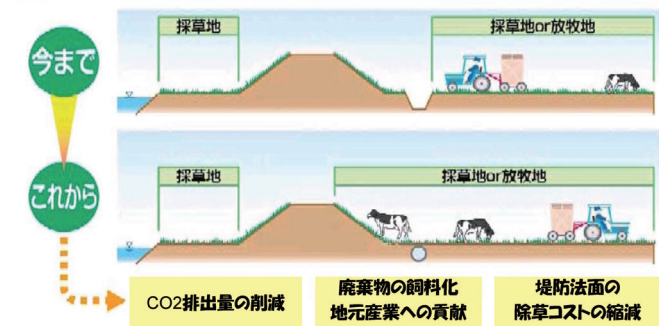 今まで
採草地
採草地or放牧地
これから
採草地
採草地or放牧地
CO2排出量の削減
廃棄物の飼料化
地元産業への貢献
堤防法面の
除草コストの縮減